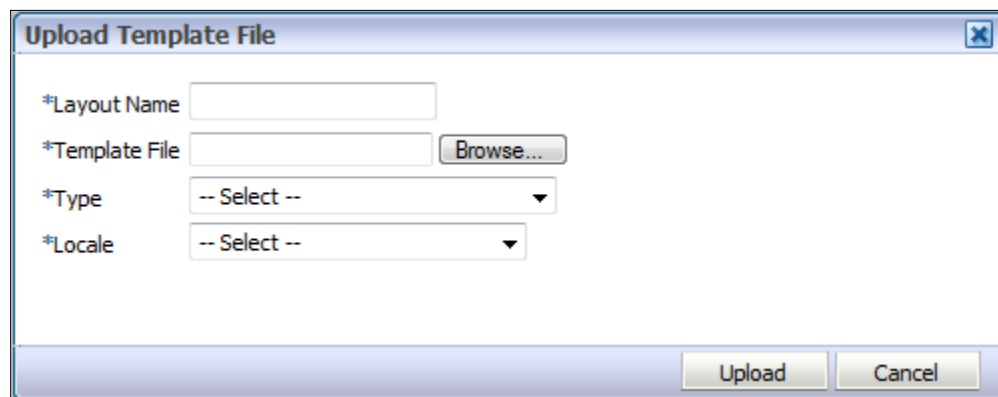 Upload Template File
*Layout Name
*Template File Browse...
*Type -- Select --
*Locale -- Select --
Upload Cancel